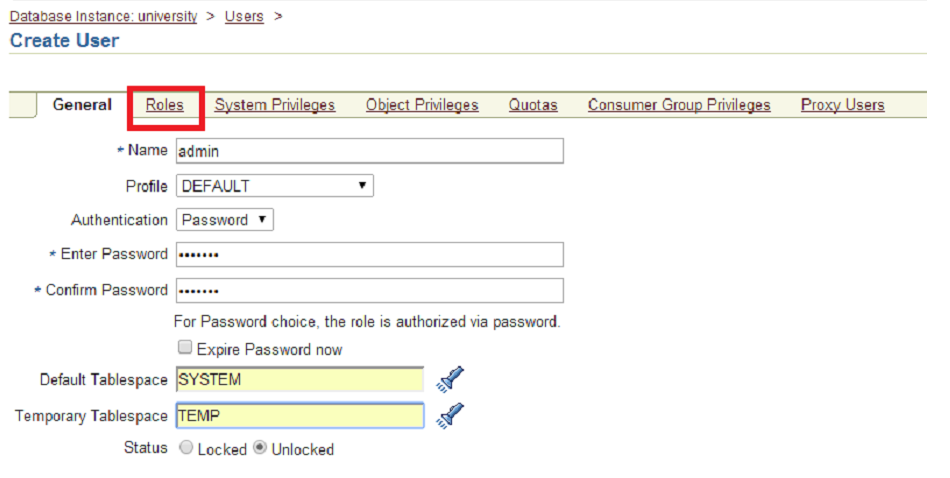 Database Instance: university > Users >
Create User
General Roles System Privileges Object Privileges Quotas Consumer Group Privileges Proxy Users
* Name admin
Profile DEFAULT
Authentication Password
* Enter Password •••••••
* Confirm Password •••••••
For Password choice, the role is authorized via password.
Expire Password now
Default Tablespace SYSTEM
Temporary Tablespace TEMP
Status Locked Unlocked